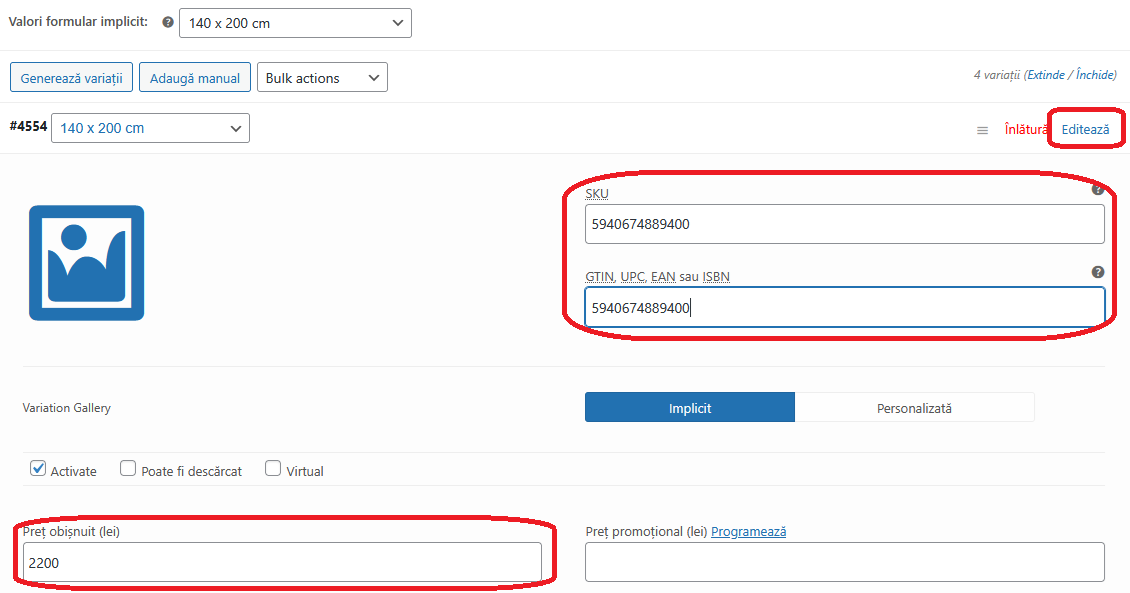 Valori formular implicit: ? 140 x 200 cm
Generează variații Adaugă manual Bulk actions 4 variații (Extinde / Închide)
#4554 140 x 200 cm Înlătură Editează
SKU ?
5940674889400
GTIN, UPC, EAN sau ISBN ?
5940674889400
Variation Gallery Implicit Personalizată
Activate Poate fi descărcat Virtual
Preț obișnuit (lei) Preț promoțional (lei) Programează
2200